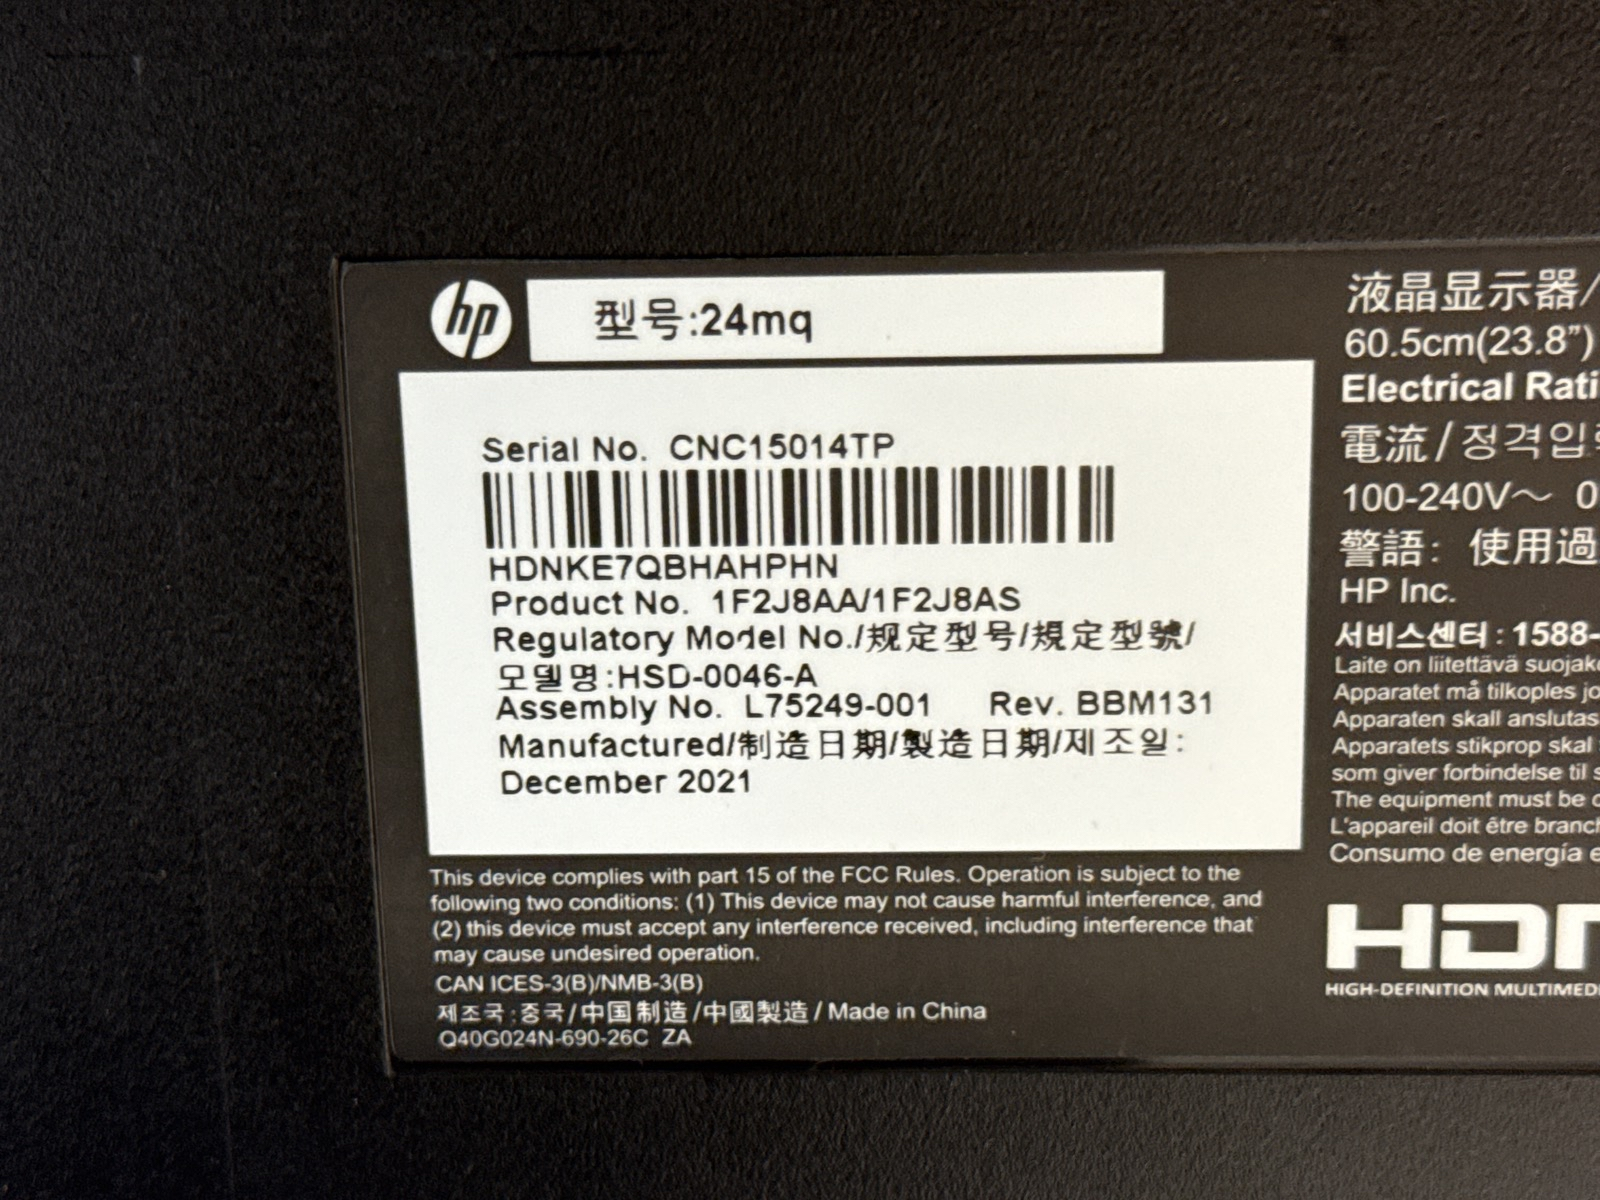 hp
型号:24mq
Serial No. CNC15014TP
HDNKE7QBHAHPHN
Product No. 1F2J8AA/1F2J8AS
Regulatory Model No./规定型号/規定型號/
모델명:HSD-0046-A
Assembly No. L75249-001 Rev. BBM131
Manufactured/制造日期/製造日期/제조일:
December 2021
This device complies with part 15 of the FCC Rules. Operation is subject to the
following two conditions: (1) This device may not cause harmful interference, and
(2) this device must accept any interference received, including interference that
may cause undesired operation.
CAN ICES-3(B)/NMB-3(B)
제조국:중국/中国制造/中國製造/Made in China
Q40G024N-690-26C ZA
液晶显示器/
60.5cm(23.8")
Electrical
電流/정격입
100-240V～
警語: 使用過
HP Inc.
서비스센터: 1588-
Laite on liitettävä
Apparatet må tilkoples
Apparaten skall
Apparatets stikprop skal
som giver forbindelse til
The equipment must be
L'appareil doit être
Consumo de energía
HD
HIGH-DEFINITION